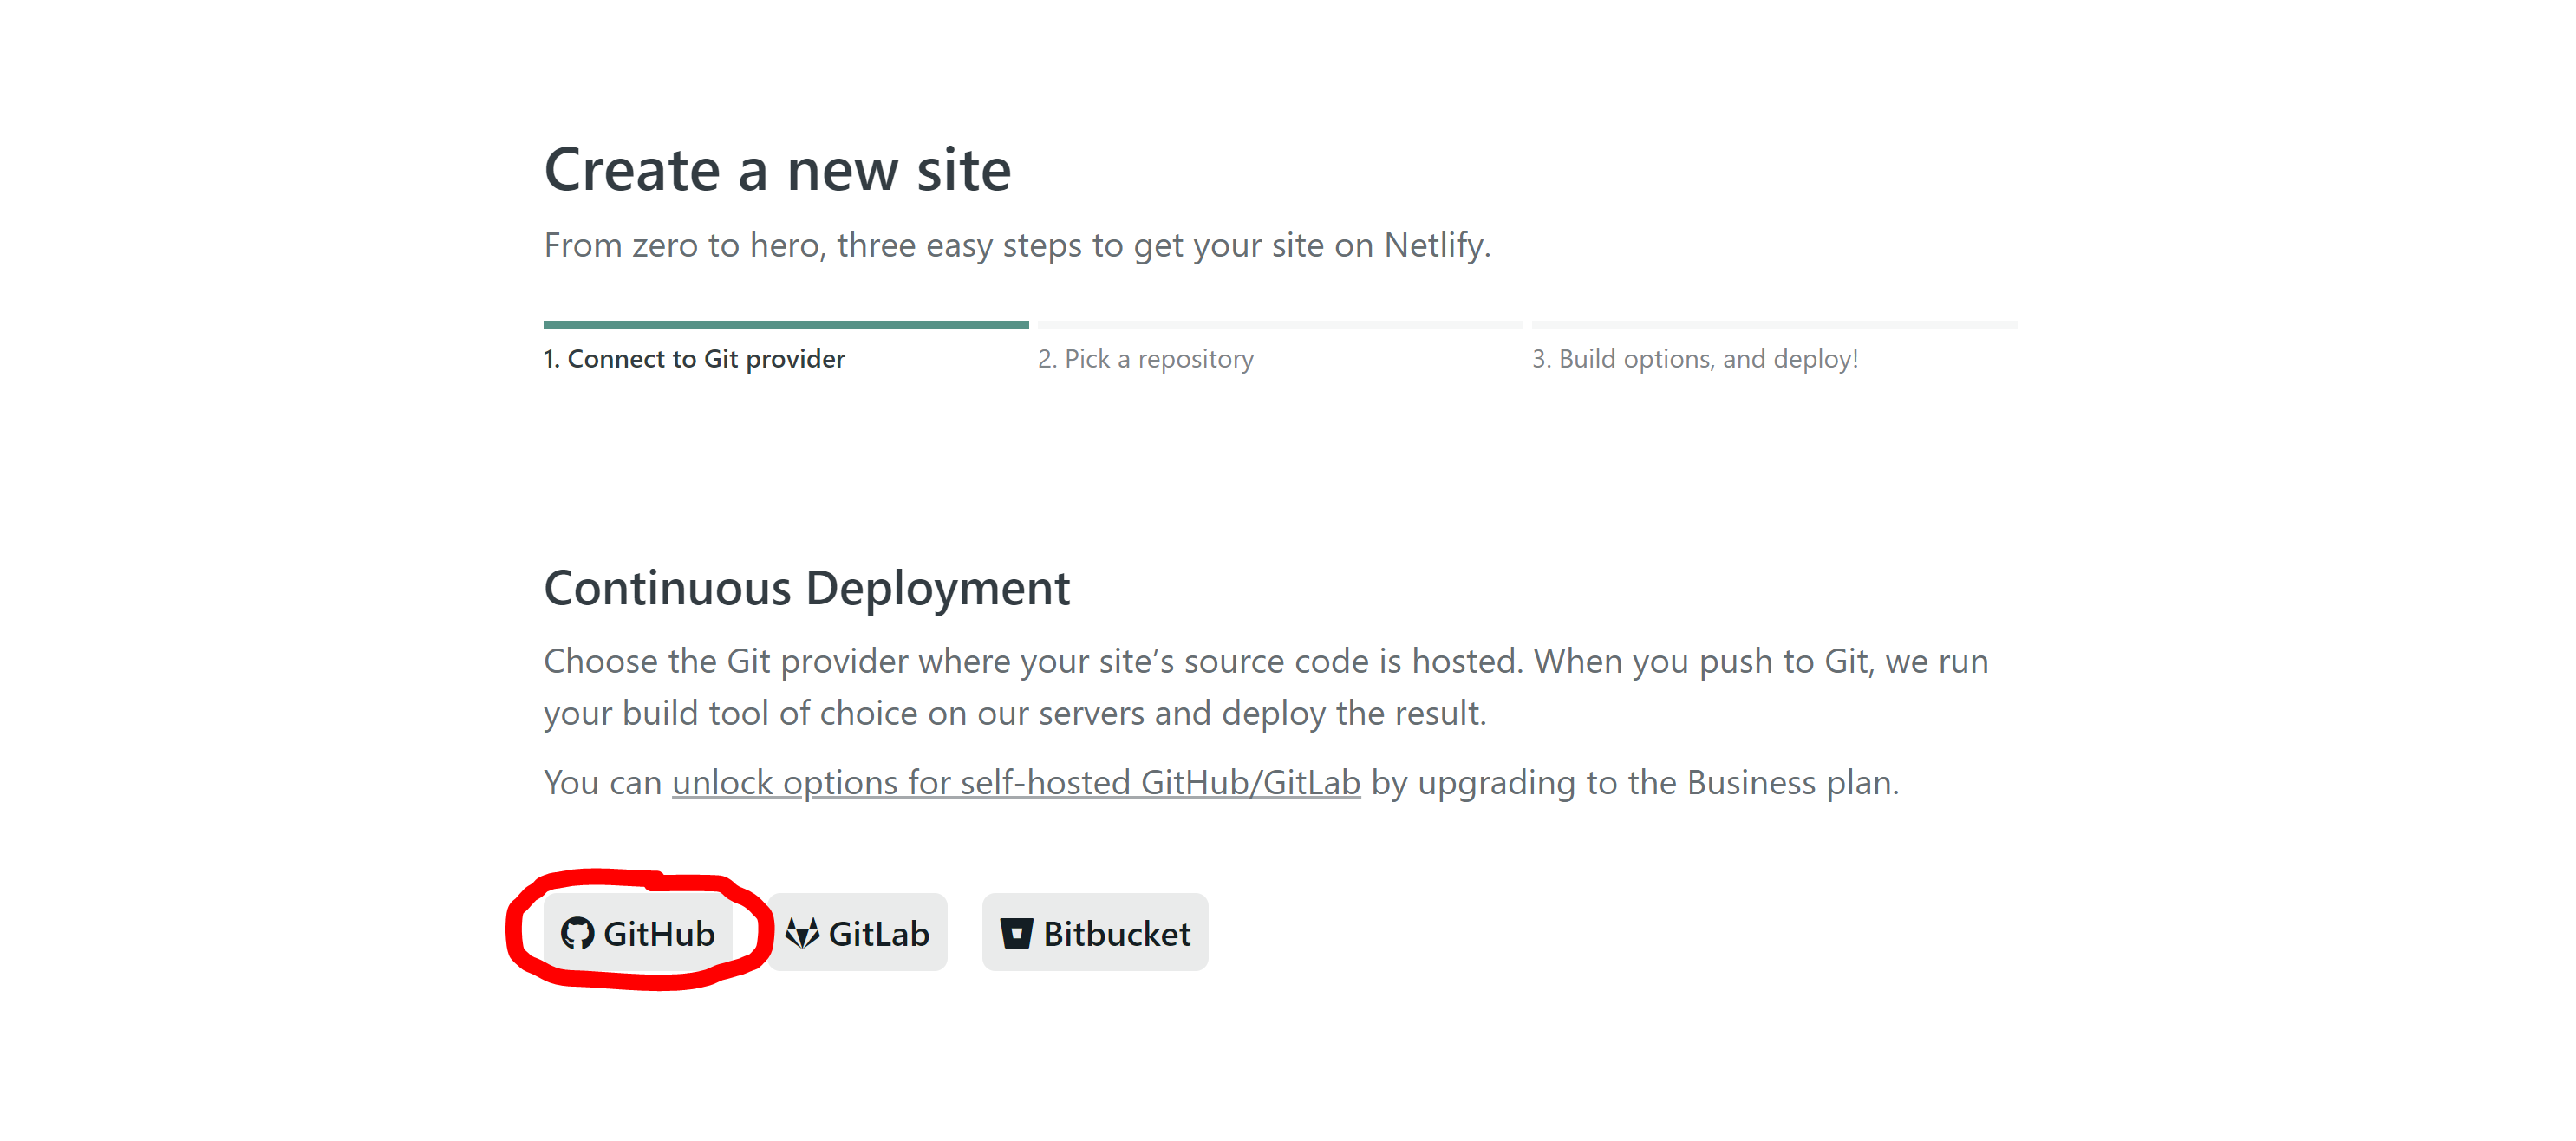 Create a new site
From zero to hero, three easy steps to get your site on Netlify.
1. Connect to Git provider
2. Pick a repository
3. Build options, and deploy!
Continuous Deployment
Choose the Git provider where your site’s source code is hosted. When you push to Git, we run
your build tool of choice on our servers and deploy the result.
You can unlock options for self-hosted GitHub/GitLab by upgrading to the Business plan.
GitHub
GitLab
Bitbucket